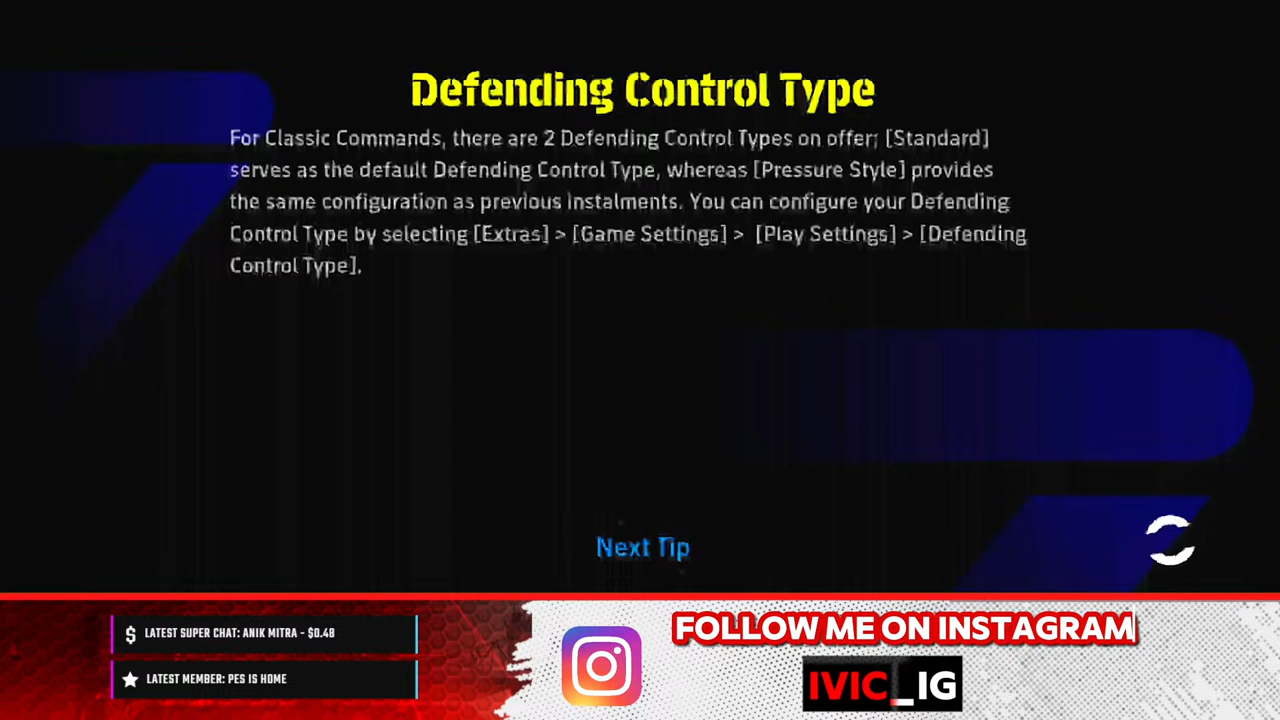 Defending Control Type
For Classic Commands, there are 2 Defending Control Types on offer; [Standard]
serves as the default Defending Control Type, whereas [Pressure Style] provides
the same configuration as previous instalments. You can configure your Defending
Control Type by selecting [Extras] > [Game Settings] > [Play Settings] > [Defending
Control Type].
Next Tip
$ LATEST SUPER CHAT: ANIK MITRA - $0.48
LATEST MEMBER: PES IS HOME
FOLLOW ME ON INSTAGRAM
IVIC_IG